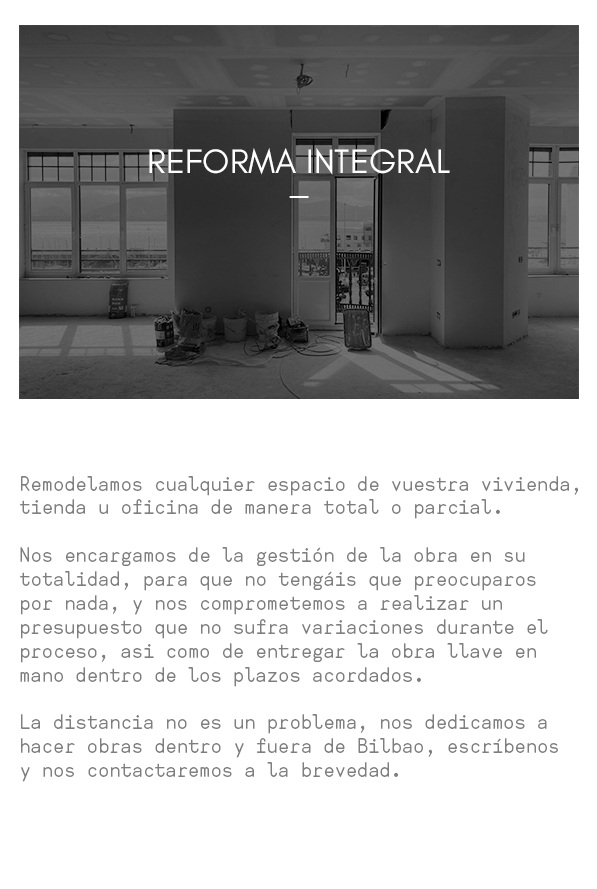 REFORMA INTEGRAL
Remodelamos cualquier espacio de vuestra vivienda,
tienda u oficina de manera total o parcial.
Nos encargamos de la gestión de la obra en su
totalidad, para que no tengáis que preocuparos
por nada, y nos comprometemos a realizar un
presupuesto que no sufra variaciones durante el
proceso, asi como de entregar la obra llave en
mano dentro de los plazos acordados.
La distancia no es un problema, nos dedicamos a
hacer obras dentro y fuera de Bilbao, escríbenos
y nos contactaremos a la brevedad.